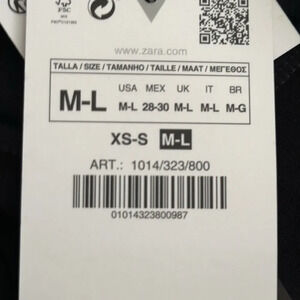 FSC
www.zara.com
TALLA / SIZE / TAMANHO / TAILLE / MAAT / ΜΕΓΕΘΟΣ
M-L
USA MEX UK IT BR
M-L 28-30 M-L M-L M-G
XS-S M-L
ART.: 1014/323/800
01014323800987